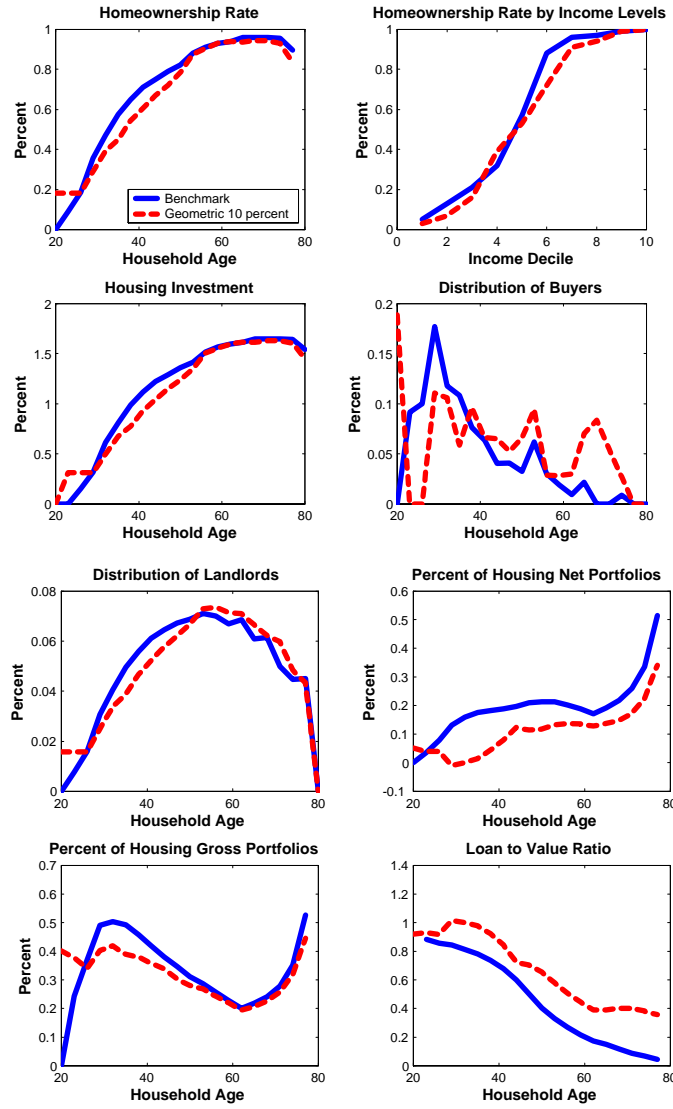 Homeownership Rate
1
0.8
0.6
0.4
0.2
0
20 40 60 80
Percent
Household Age
Benchmark
Geometric 10 percent
Homeownership Rate by Income Levels
1
0.8
0.6
0.4
0.2
0
0 2 4 6 8 10
Percent
Income Decile
Housing Investment
2
1.5
1
0.5
0
20 40 60 80
Percent
Household Age
Distribution of Buyers
0.2
0.15
0.1
0.05
0
20 40 60 80
Percent
Household Age
Distribution of Landlords
0.08
0.06
0.04
0.02
0
20 40 60 80
Percent
Household Age
Percent of Housing Net Portfolios
0.6
0.5
0.4
0.3
0.2
0.1
0
-0.1
20 40 60 80
Percent
Household Age
Percent of Housing Gross Portfolios
0.7
0.6
0.5
0.4
0.3
0.2
0.1
0
20 40 60 80
Percent
Household Age
Loan to Value Ratio
1.4
1.2
1
0.8
0.6
0.4
0.2
0
20 40 60 80
Percent
Household Age